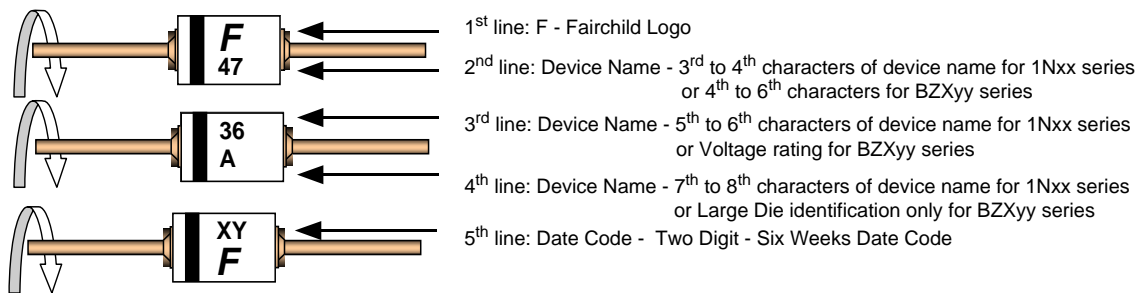 F
47
36
A
XY
F
1st line: F - Fairchild Logo
2nd line: Device Name - 3rd to 4th characters of device name for 1Nxx series
or 4th to 6th characters for BZXyy series
3rd line: Device Name - 5th to 6th characters of device name for 1Nxx series
or Voltage rating for BZXyy series
4th line: Device Name - 7th to 8th characters of device name for 1Nxx series
or Large Die identification only for BZXyy series
5th line: Date Code - Two Digit - Six Weeks Date Code